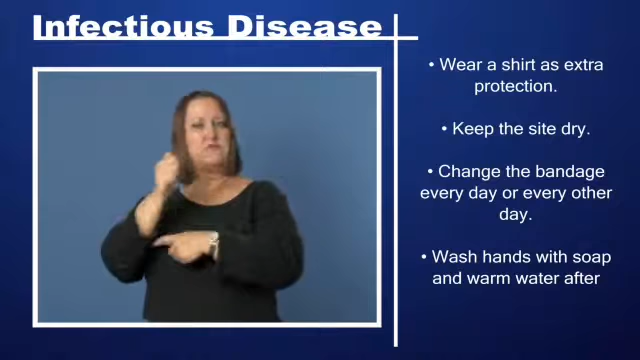 Infectious Disease
• Wear a shirt as extra
protection.
• Keep the site dry.
• Change the bandage
every day or every other
day.
• Wash hands with soap
and warm water after